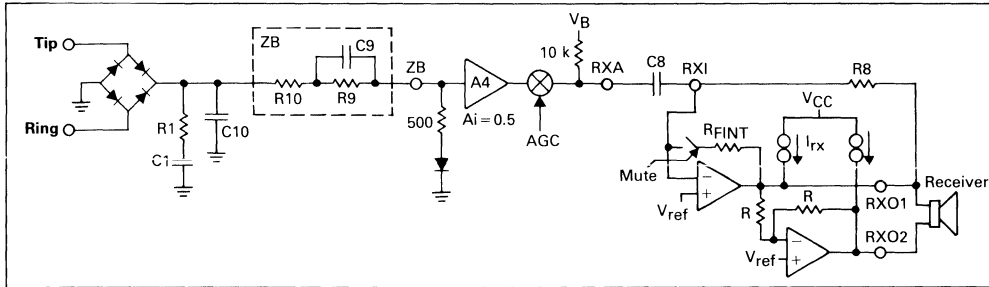 Tip
Ring
R1
C1
C10
ZB
R10
C9
R9
ZB
500
A4
Ai = 0.5
AGC
VB
10 k
RXA
C8
RXI
R8
VCC
RFINT
Irx
Mute
Vref
R
R
RXO1
Receiver
Vref
RXO2
− +
− +